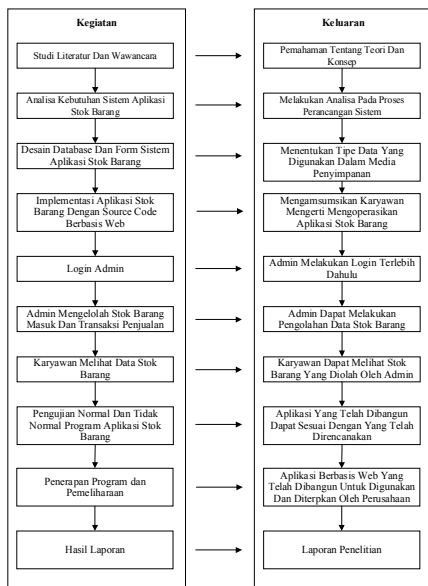 Kegiatan
Studi Literatur Dan Wawancara
Analisa Kebutuhan Sistem Aplikasi
Stok Barang
Desain Database Dan Form Sistem
Aplikasi Stok Barang
Implementasi Aplikasi Stok
Barang Dengan Source Code
Berbasis Web
Login Admin
Admin Mengelolah Stok Barang
Masuk Dan Transaksi Penjualan
Karyawan Melihat Data Stok
Barang
Pengujian Normal Dan Tidak
Normal Program Aplikasi Stok
Barang
Penerapan Program dan
Pemeliharaan
Hasil Laporan
Keluaran
Pemahaman Tentang Teori Dan
Konsep
Melakukan Analisa Pada Proses
Perancangan Sistem
Menentukan Tipe Data Yang
Digunakan Dalam Media
Penyimpanan
Mengamsumsikan Karyawan
Mengerti Mengoperasikan
Aplikasi Stok Barang
Admin Melakukan Login Terlebih
Dahulu
Admin Dapat Melakukan
Pengolahan Data Stok Barang
Karyawan Dapat Melihat Stok
Barang Yang Diolah Oleh Admin
Aplikasi Yang Telah Dibangun
Dapat Sesuai Dengan Yang Telah
Direncanakan
Aplikasi Berbasis Web Yang
Telah Dibangun Untuk Digunakan
Dan Diterpkan Oleh Perusahaan
Laporan Penelitian